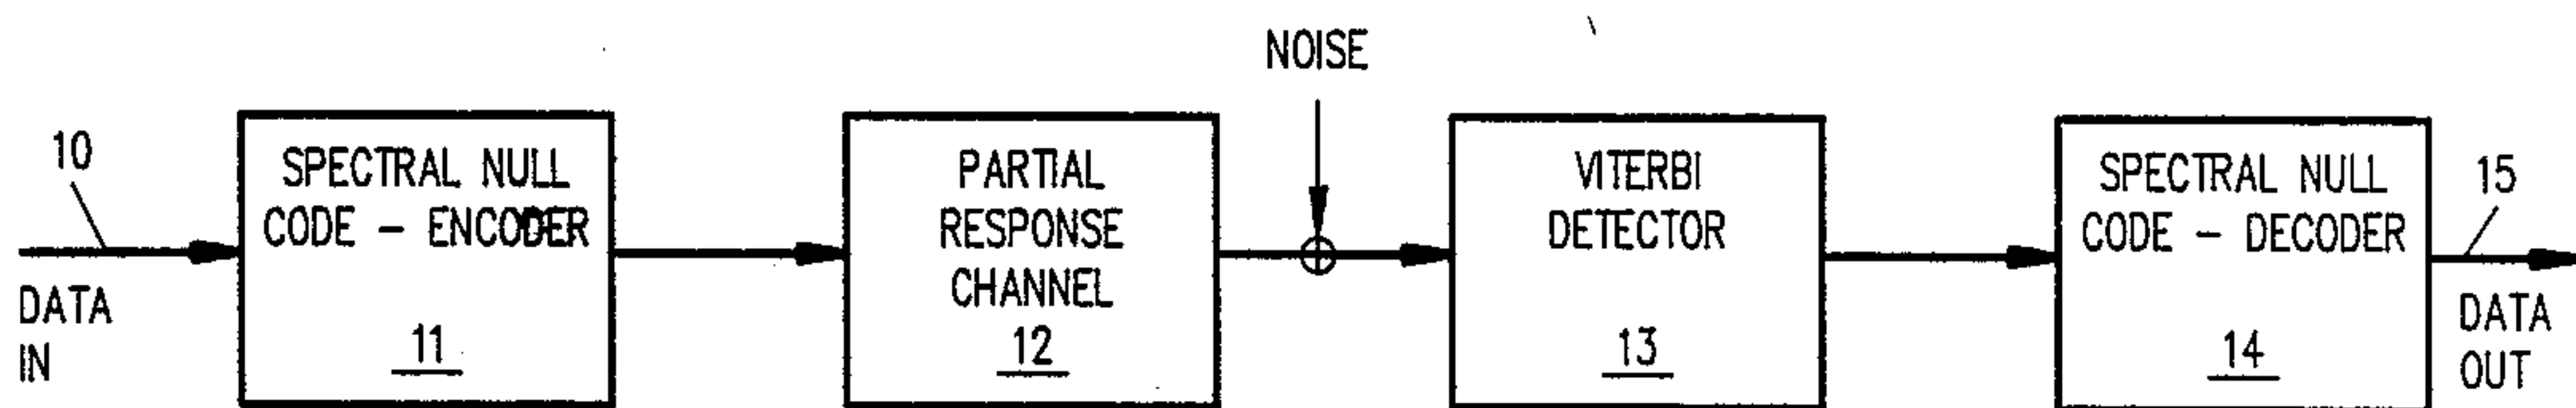 10
DATA
IN
SPECTRAL NULL
CODE – ENCODER
11
PARTIAL
RESPONSE
CHANNEL
12
NOISE
VITERBI
DETECTOR
13
SPECTRAL NULL
CODE – DECODER
14
15
DATA
OUT